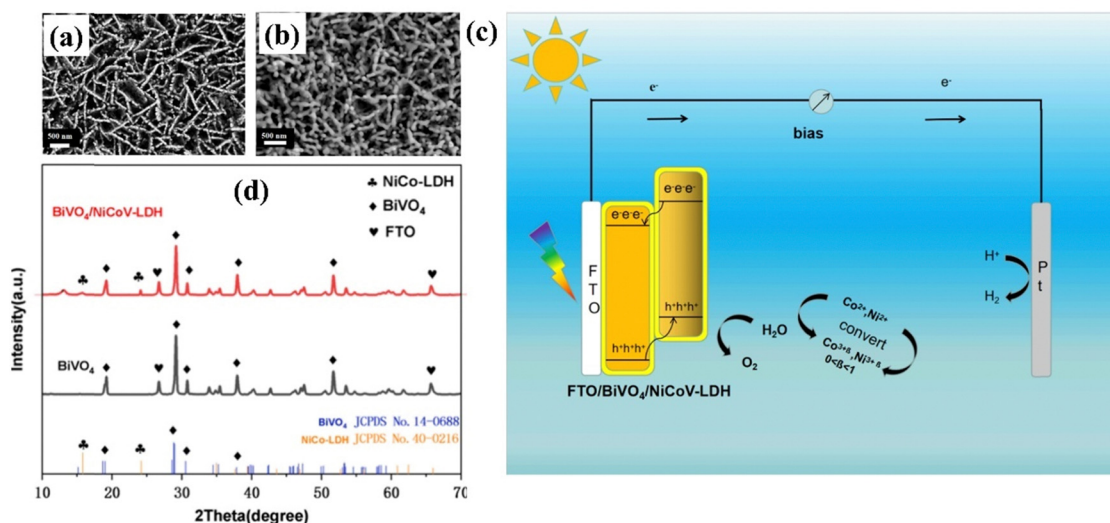 (a)
500 nm
(b)
500 nm
(c)
e⁻
e⁻
bias
e⁻e⁻e⁻
e⁻e⁻e⁻
FTO
h⁺h⁺h⁺
h⁺h⁺h⁺
H₂O
O₂
Co²⁺,Ni²⁺
convert
Co³⁺ᵝ,Ni³⁺ᵝ
0<ß<1
H⁺
H₂
Pt
FTO/BiVO₄/NiCoV-LDH
(d)
♣ NiCo-LDH
♦ BiVO₄
♥ FTO
BiVO₄/NiCoV-LDH
BiVO₄
BiVO₄ JCPDS No. 14-0688
NiCo-LDH JCPDS No. 40-0216
Intensity(a.u.)
10 20 30 40 50 60 70
2Theta(degree)